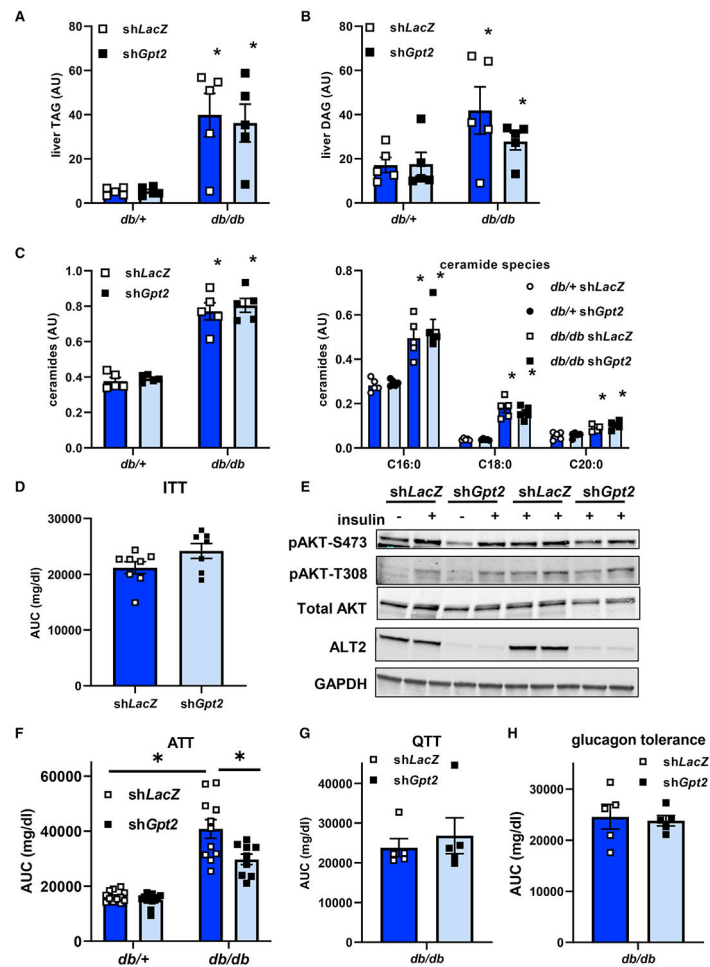 A
shLacZ
shGpt2
liver TAG (AU)
80
60
40
20
0
* *
db/+ db/db
B
shLacZ
shGpt2
liver DAG (AU)
80
60
40
20
0
* *
db/+ db/db
C
shLacZ
shGpt2
ceramides (AU)
1.0
0.8
0.6
0.4
0.2
0.0
* *
db/+ db/db
ceramide species
db/+ shLacZ
db/+ shGpt2
db/db shLacZ
db/db shGpt2
ceramides (AU)
0.8
0.6
0.4
0.2
0.0
* * * * * *
C16:0 C18:0 C20:0
D
ITT
AUC (mg/dl)
30000
20000
10000
0
shLacZ shGpt2
E
shLacZ shGpt2 shLacZ shGpt2
insulin - + - + + + + +
pAKT-S473
pAKT-T308
Total AKT
ALT2
GAPDH
F
ATT
* *
shLacZ
shGpt2
AUC (mg/dl)
60000
40000
20000
0
db/+ db/db
G
QTT
shLacZ
shGpt2
AUC (mg/dl)
50000
40000
30000
20000
10000
0
db/db
H
glucagon tolerance
shLacZ
shGpt2
AUC (mg/dl)
40000
30000
20000
10000
0
db/db